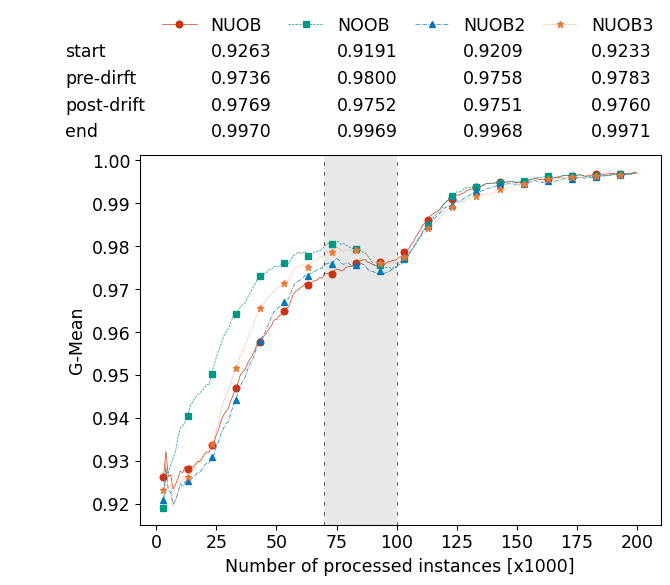 NUOB NOOB NUOB2 NUOB3
start 0.9263 0.9191 0.9209 0.9233
pre-dirft 0.9736 0.9800 0.9758 0.9783
post-drift 0.9769 0.9752 0.9751 0.9760
end 0.9970 0.9969 0.9968 0.9971
1.00
0.99
0.98
0.97
0.96
0.95
0.94
0.93
0.92
G-Mean
0 25 50 75 100 125 150 175 200
Number of processed instances [x1000]